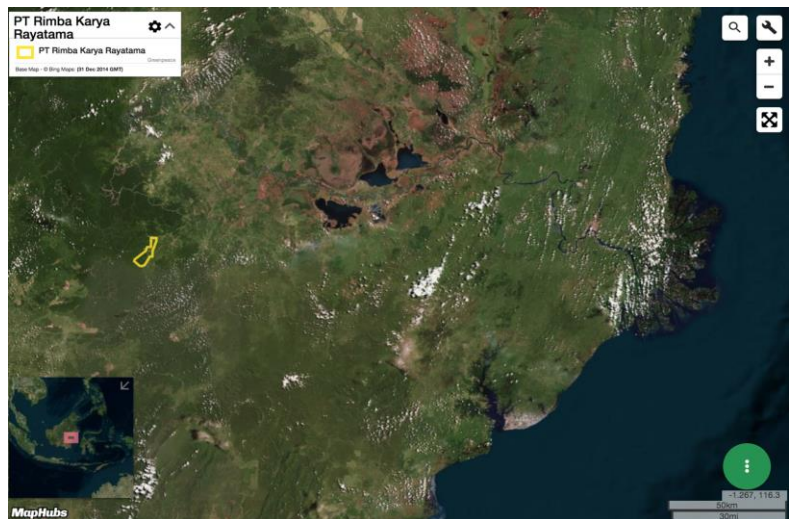 PT Rimba Karya
Rayatama
PT Rimba Karya Rayatama
Greenpeace
Base Map - © Bing Maps: (31 Dec 2014 GMT)
+
−
-1.267, 116.3
50km
30mi
MapHubs